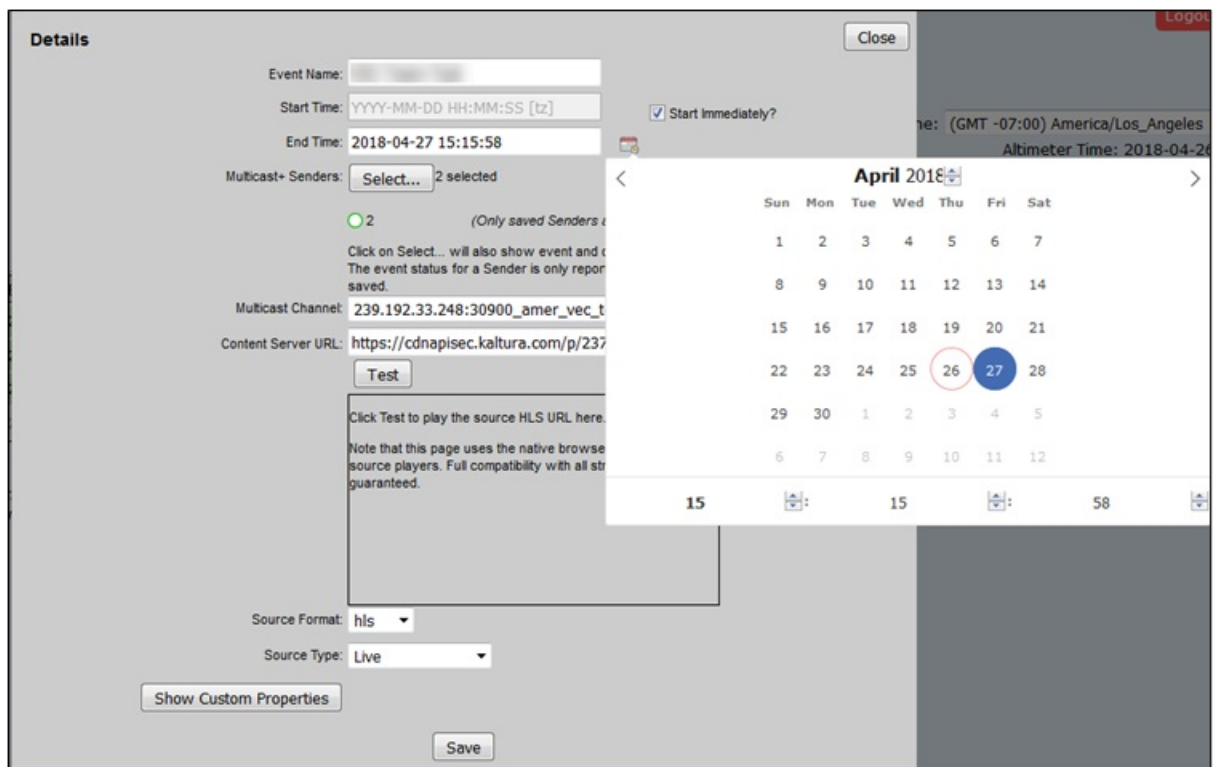 Logou
Details
Close
Event Name:
Start Time: YYYY-MM-DD HH:MM:SS [tz]
Start Immediately?
ne: (GMT -07:00) America/Los_Angeles
End Time: 2018-04-27 15:15:58
Altimeter Time: 2018-04-26
Multicast+ Senders: Select... 2 selected
< April 2018 >
Sun Mon Tue Wed Thu Fri Sat
2 (Only saved Senders a
1 2 3 4 5 6 7
Click on Select... will also show event and c
The event status for a Sender is only repor
saved.
8 9 10 11 12 13 14
Multicast Channel: 239.192.33.248:30900_amer_vec_t
15 16 17 18 19 20 21
Content Server URL: https://cdnapisec.kaltura.com/p/237
Test
22 23 24 25 26 27 28
Click Test to play the source HLS URL here.
29 30 1 2 3 4 5
Note that this page uses the native browse
source players. Full compatibility with all str
guaranteed.
6 7 8 9 10 11 12
15 : 15 : 58
Source Format: hls
Source Type: Live
Show Custom Properties
Save